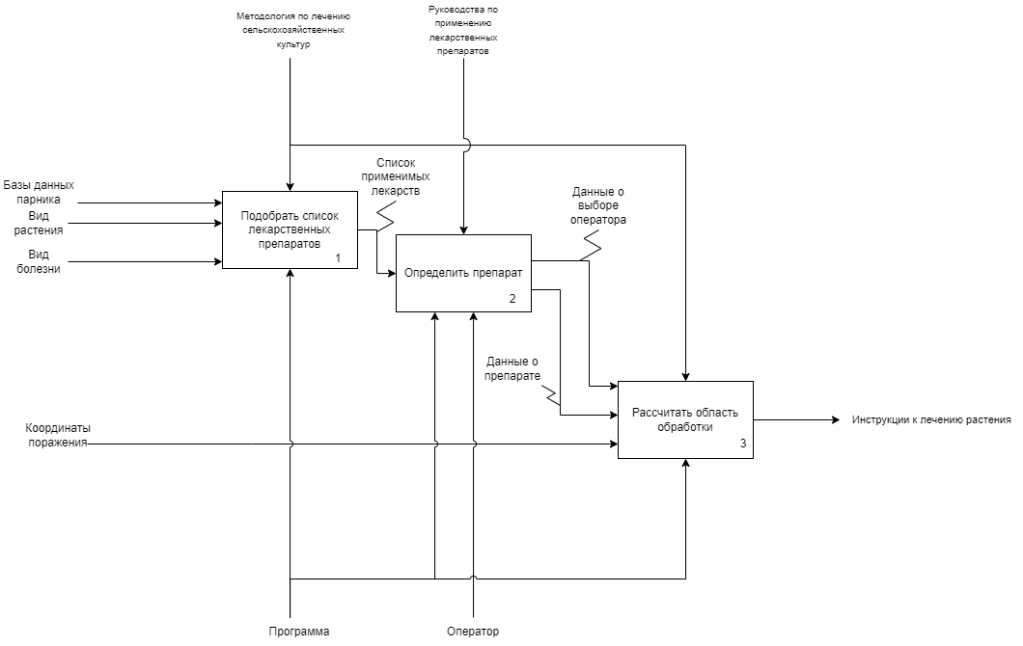 Методология по лечению
сельскохозяйственных
культур
Руководства по
применению
лекарственных
препаратов
Список
применимых
лекарств
Базы данных
парника
Вид
растения
Вид
болезни
Подобрать список
лекарственных
препаратов
1
Данные о
выборе
оператора
Определить препарат
2
Данные о
препарате
Рассчитать область
обработки
3
Инструкции к лечению растения
Координаты
поражения
Программа
Оператор